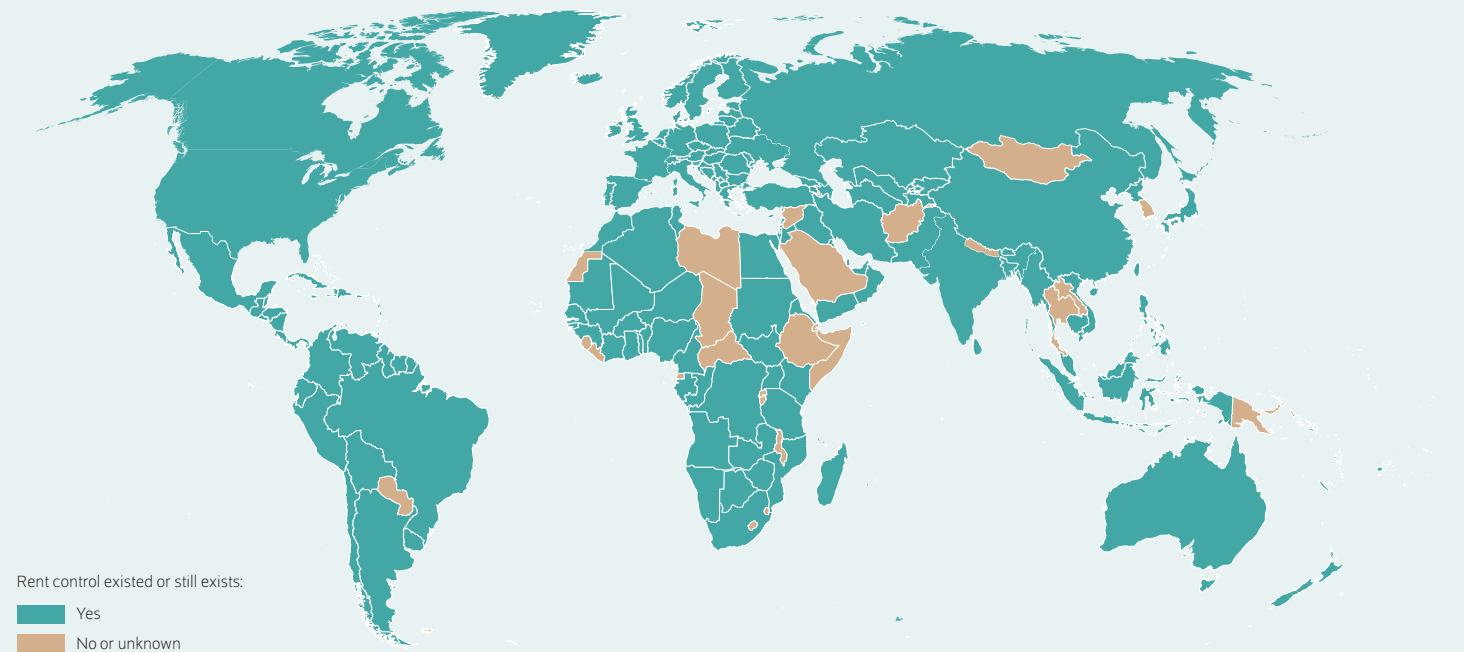 Rent control existed or still exists:
Yes
No or unknown